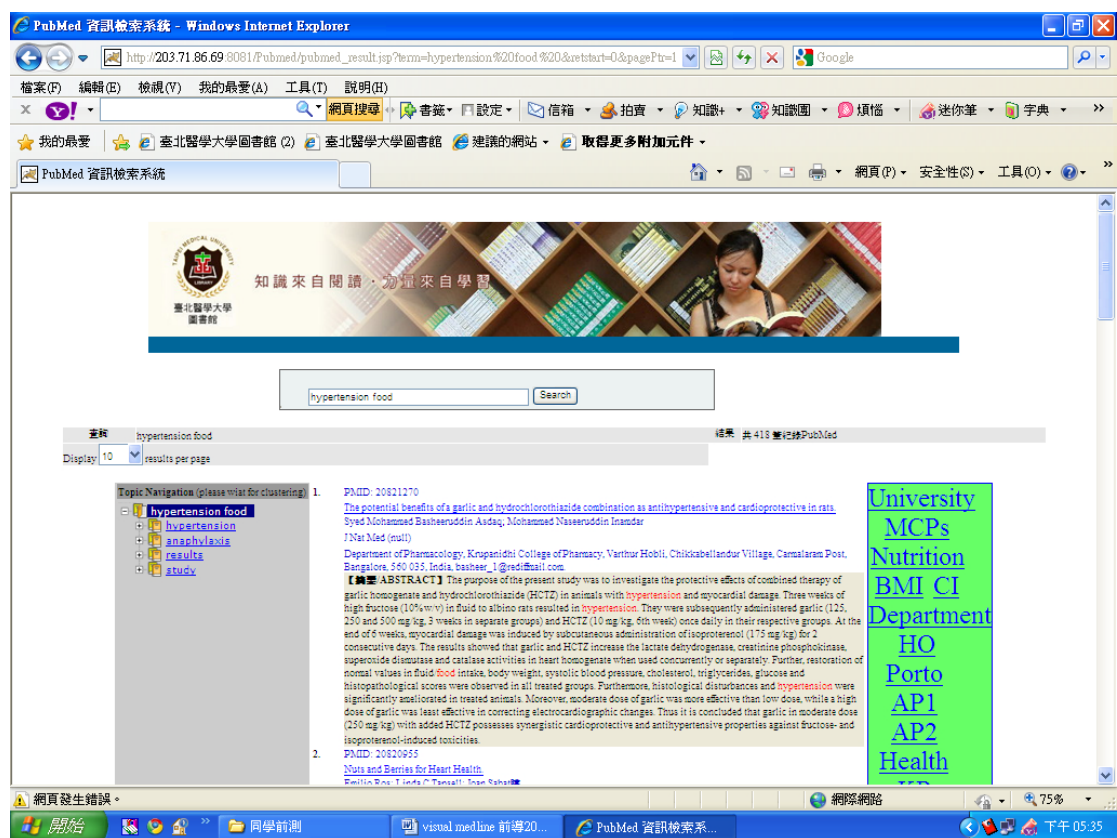 PubMed 資訊檢索系統 - Windows Internet Explorer
http://203.71.86.69:8081/Pubmed/pubmed_result.jsp?term=hypertension%20food%20&retstart=0&pagePtr=1
Google
檔案(F) 編輯(E) 檢視(V) 我的最愛(A) 工具(T) 說明(H)
x Y! 網頁搜尋 書籤 設定 信箱 拍賣 知識+ 知識圈 煩惱 迷你筆 字典 »
我的最愛 臺北醫學大學圖書館 (2) 臺北醫學大學圖書館 建議的網站 取得更多附加元件
PubMed 資訊檢索系統 網頁(P) 安全性(S) 工具(O) »
TAIPEI MEDICAL UNIVERSITY
LIBRARY
臺北醫學大學
圖書館
知識來自閱讀 · 力量來自學習
hypertension food Search
查詢 hypertension food 結果 共 418 筆紀錄PubMed
Display 10 results per page
Topic Navigation (please wiat for clustering)
hypertension food
hypertension
anaphylaxis
results
study
1. PMID: 20821270
The potential benefits of a garlic and hydrochlorothiazide combination as antihypertensive and cardioprotective in rats.
Syed Mohammed Basheeruddin Asdaq; Mohammed Naseeruddin Inamdar
J Nat Med (null)
Department of Pharmacology, Krupanidhi College of Pharmacy, Varthur Hobli, Chikkabellandur Village, Carmalaram Post,
Bangalore, 560 035, India, basheer_1@rediffmail.com
【摘要/ABSTRACT】The purpose of the present study was to investigate the protective effects of combined therapy of
garlic homogenate and hydrochlorothiazide (HCTZ) in animals with hypertension and myocardial damage. Three weeks of
high fructose (10% w/v) in fluid to albino rats resulted in hypertension. They were subsequently administered garlic (125,
250 and 500 mg/kg, 3 weeks in separate groups) and HCTZ (10 mg/kg, 6th week) once daily in their respective groups. At the
end of 6 weeks, myocardial damage was induced by subcutaneous administration of isoproterenol (175 mg/kg) for 2
consecutive days. The results showed that garlic and HCTZ increase the lactate dehydrogenase, creatinine phosphokinase,
superoxide dismutase and catalase activities in heart homogenate when used concurrently or separately. Further, restoration of
normal values in fluid/food intake, body weight, systolic blood pressure, cholesterol, triglycerides, glucose and
histopathological scores were observed in all treated groups. Furthermore, histological disturbances and hypertension were
significantly ameliorated in treated animals. Moreover, moderate dose of garlic was more effective than low dose, while a high
dose of garlic was least effective in correcting electrocardiographic changes. Thus it is concluded that garlic in moderate dose
(250 mg/kg) with added HCTZ possesses synergistic cardioprotective and antihypertensive properties against fructose- and
isoproterenol-induced toxicities.
2. PMID: 20820955
Nuts and Berries for Heart Health.
Emilio Ros; Linda C Tapsell; Joan Sabat
University
MCPs
Nutrition
BMI CI
Department
HO
Porto
AP1
AP2
Health
網頁發生錯誤。 網際網路 75%
開始 » 同學前測 visual medline 前導20... PubMed 資訊檢索系... 下午 05:35